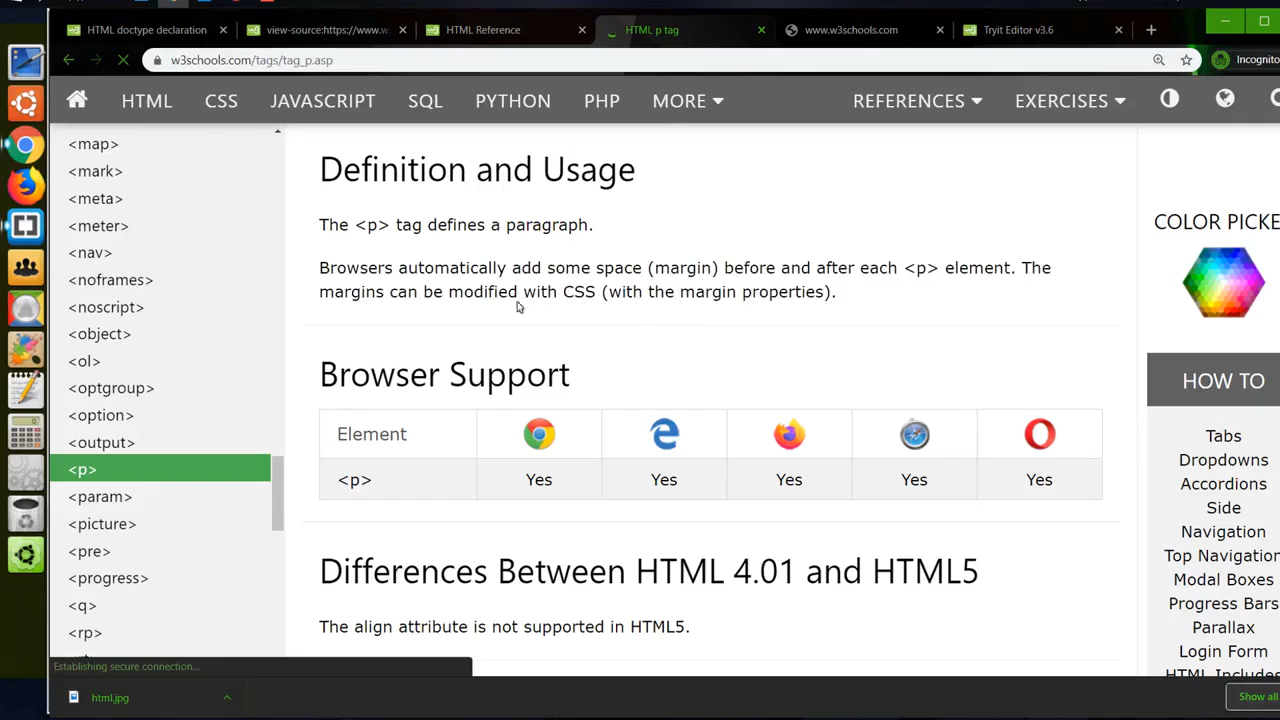 HTML doctype declaration
view-source:https://www.w
HTML Reference
HTML p tag
www.w3schools.com
Tryit Editor v3.6
w3schools.com/tags/tag_p.asp
Incognito
HTML CSS JAVASCRIPT SQL PYTHON PHP MORE REFERENCES EXERCISES
<map>
<mark>
<meta>
<meter>
<nav>
<noframes>
<noscript>
<object>
<ol>
<optgroup>
<option>
<output>
<p>
<param>
<picture>
<pre>
<progress>
<q>
<rp>
Definition and Usage
The <p> tag defines a paragraph.
Browsers automatically add some space (margin) before and after each <p> element. The
margins can be modified with CSS (with the margin properties).
Browser Support
Element
<p> Yes Yes Yes Yes Yes
Differences Between HTML 4.01 and HTML5
The align attribute is not supported in HTML5.
COLOR PICKE
HOW TO
Tabs
Dropdowns
Accordions
Side
Navigation
Top Navigation
Modal Boxes
Progress Bars
Parallax
Login Form
HTML Includes
Establishing secure connection...
html.jpg
Show all